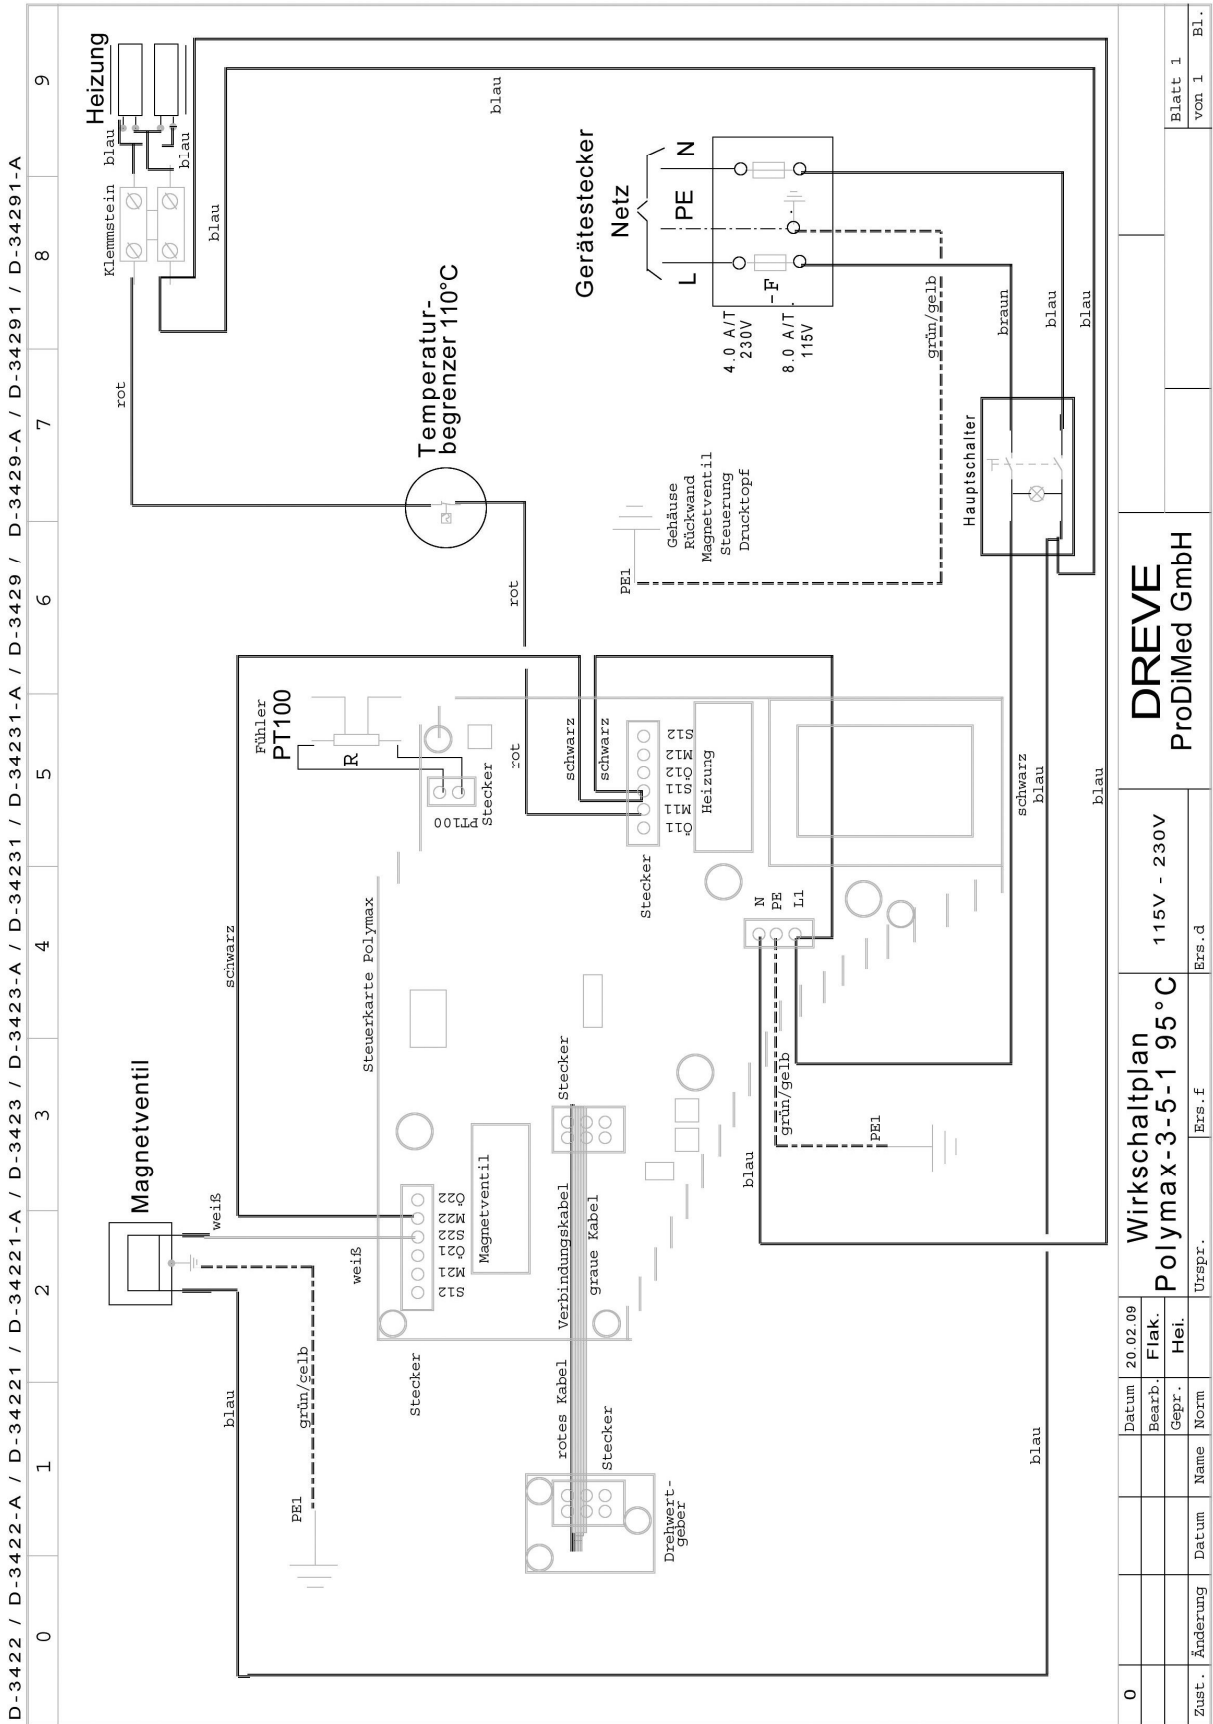 D-3422 / D-3422-A / D-34221 / D-34221-A / D-3423 / D-3423-A / D-34231 / D-34231-A / D-3429 / D-3429-A / D-34291 / D-34291-A
0 1 2 3 4 5 6 7 8 9
Magnetventil
weiß
blau
grün/gelb
PE1
Heizung
blau
blau
Klemmstein
blau
blau
rot
Temperatur-
begrenzer 110°C
rot
schwarz
Fühler
PT100
R
PT100
Stecker
rot
schwarz
schwarz
Steuerkarte Polymax
weiß
S12
M21
Ö21
S22
M22
Ö22
Magnetventil
Stecker
Stecker
Ö11
M11
S11
Ö12
M12
S12
Heizung
rotes Kabel
Verbindungskabel
graue Kabel
Stecker
Stecker
Drehwert-
geber
Gerätestecker
Netz
L
PE
N
-F
4.0 A/T
230V
8.0 A/T.
115V
grün/gelb
braun
blau
blau
PE1
Gehäuse
Rückwand
Magnetventil
Steuerung
Drucktopf
Hauptschalter
N
PE
L1
blau
grün/gelb
PE1
schwarz
blau
blau
blau
0
Zust.
Änderung
Datum
Name
Datum
20.02.09
Bearb.
Flak.
Gepr.
Hei.
Norm
Wirkschaltplan
Polymax-3-5-1 95°C
115V - 230V
Urspr.
Ers.f
Ers.d
DREVE
ProDiMed GmbH
Blatt 1
von 1 Bl.